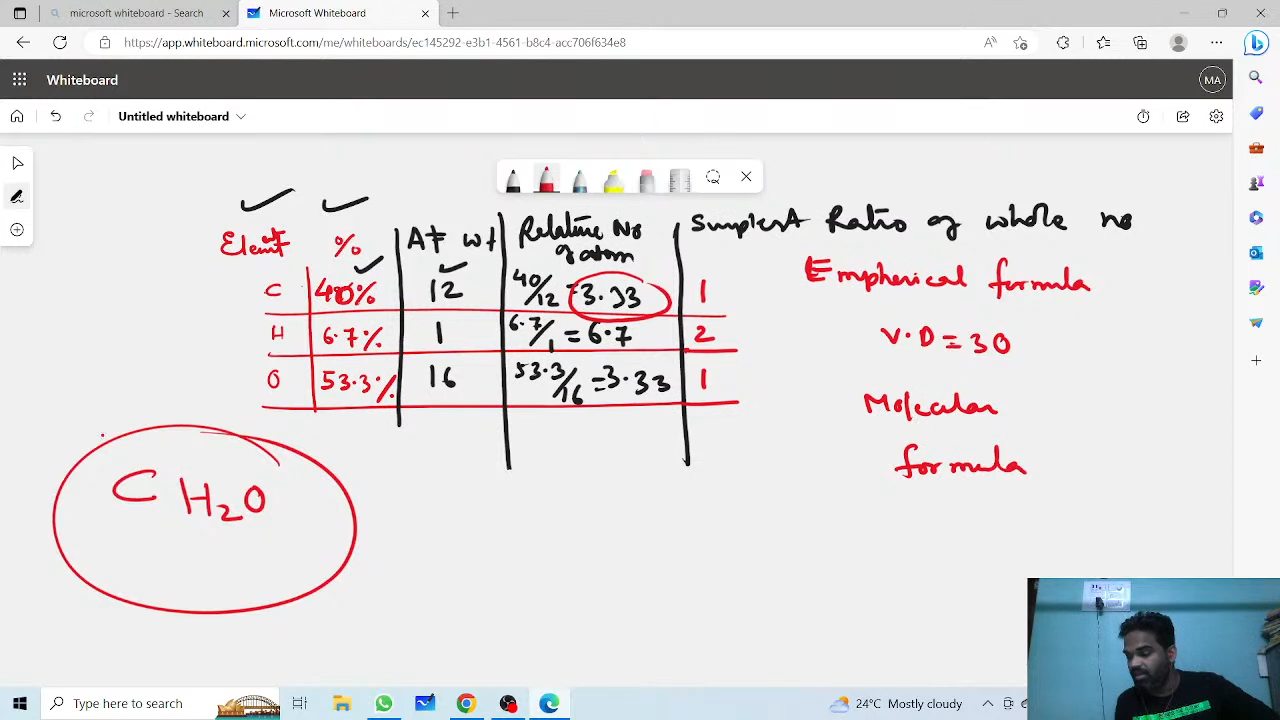 microsoft whiteboard - Search
Microsoft Whiteboard
https://app.whiteboard.microsoft.com/me/whiteboards/ec145292-e3b1-4561-b8c4-acc706f634e8
Whiteboard
MA
Untitled whiteboard
Element % At wt Relative No of atom Simplest Ratio of whole no
C 40% 12 40/12 = 3.33 1
H 6.7% 1 6.7/1 = 6.7 2
O 53.3% 16 53.3/16 = 3.33 1
Empherical formula
V.D = 30
Molecular
formula
CH2O
Type here to search
24°C Mostly cloudy